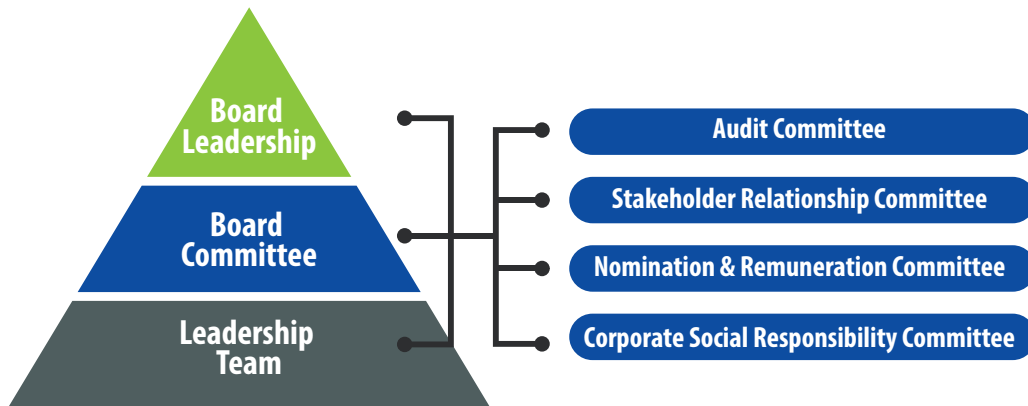 Board
Leadership
Board
Committee
Leadership
Team
Audit Committee
Stakeholder Relationship Committee
Nomination & Remuneration Committee
Corporate Social Responsibility Committee